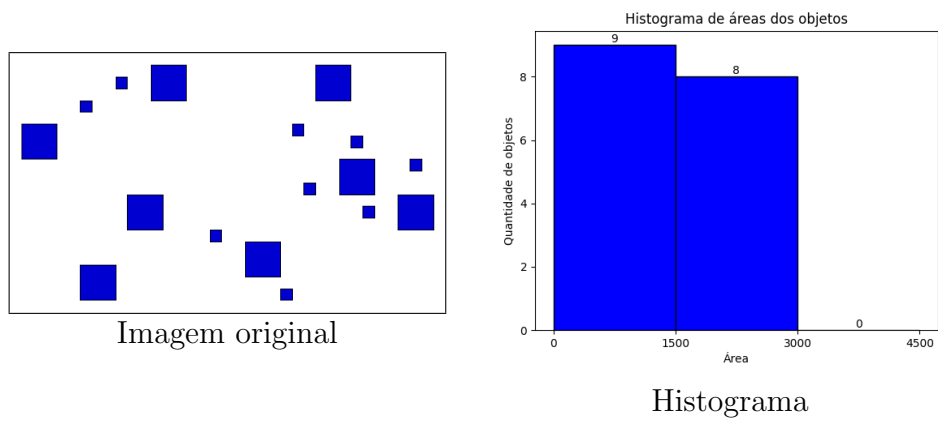 Histograma de áreas dos objetos
9
8
0
8
6
4
2
0
Quantidade de objetos
0 1500 3000 4500
Área
Imagem original
Histograma